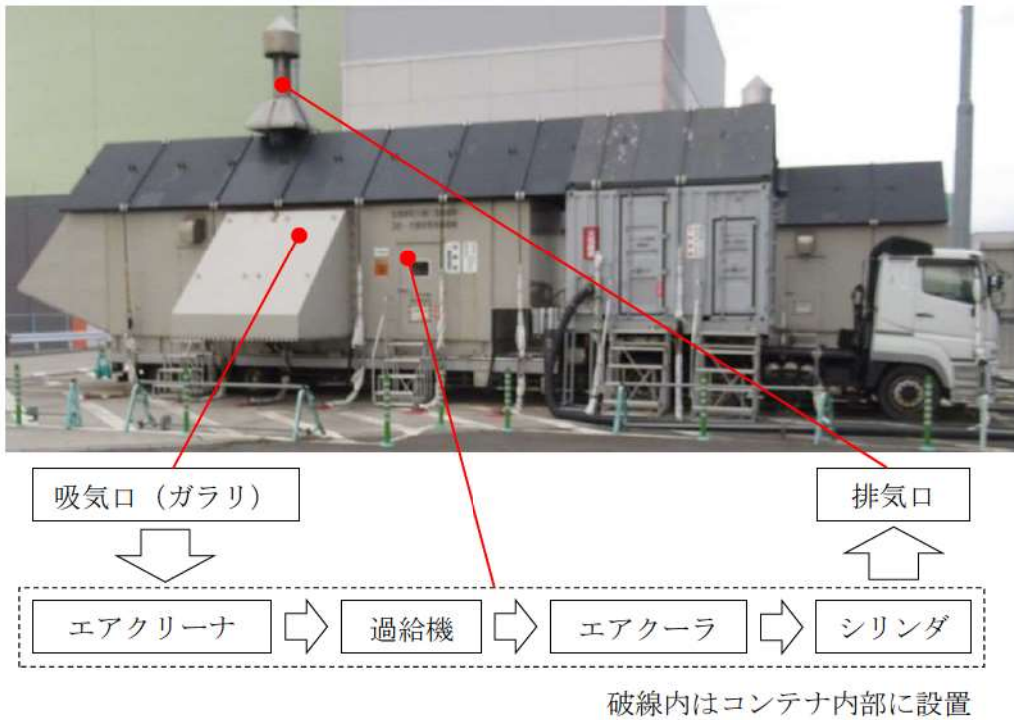 吸気口（ガラリ）
排気口
エアクリーナ
過給機
エアクーラ
シリンダ
破線内はコンテナ内部に設置